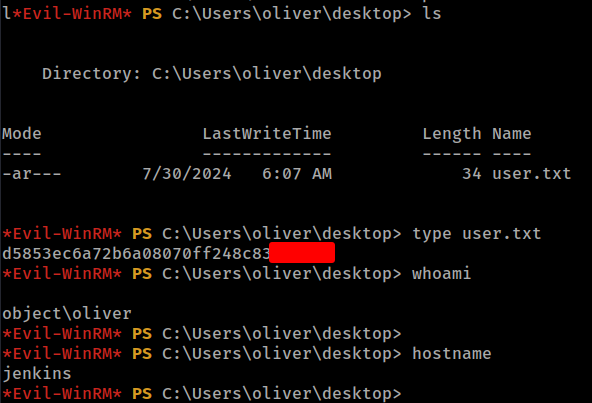 l*Evil-WinRM* PS C:\Users\oliver\desktop> ls
Directory: C:\Users\oliver\desktop
Mode                LastWriteTime         Length Name
----                -------------         ------ ----
-ar---        7/30/2024   6:07 AM             34 user.txt
*Evil-WinRM* PS C:\Users\oliver\desktop> type user.txt
d5853ec6a72b6a08070ff248c83
*Evil-WinRM* PS C:\Users\oliver\desktop> whoami
object\oliver
*Evil-WinRM* PS C:\Users\oliver\desktop>
*Evil-WinRM* PS C:\Users\oliver\desktop> hostname
jenkins
*Evil-WinRM* PS C:\Users\oliver\desktop>